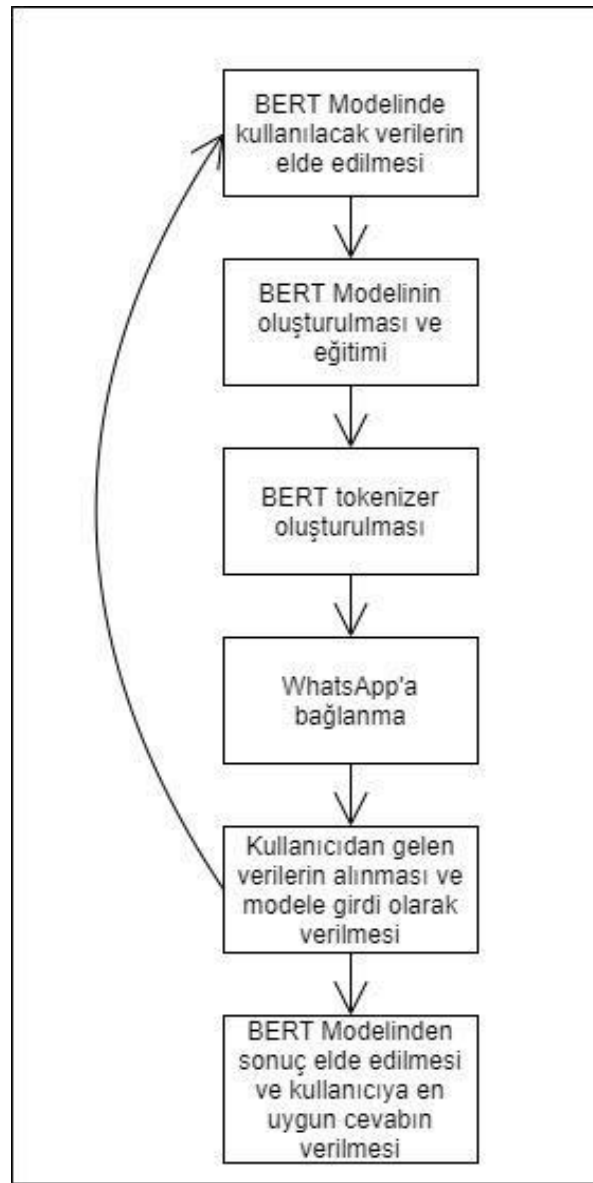 BERT Modelinde
kullanılacak verilerin
elde edilmesi
BERT Modelinin
oluşturulması ve
eğitimi
BERT tokenizer
oluşturulması
WhatsApp'a
bağlanma
Kullanıcıdan gelen
verilerin alınması ve
modele girdi olarak
verilmesi
BERT Modelinden
sonuç elde edilmesi
ve kullanıcıya en
uygun cevabın
verilmesi